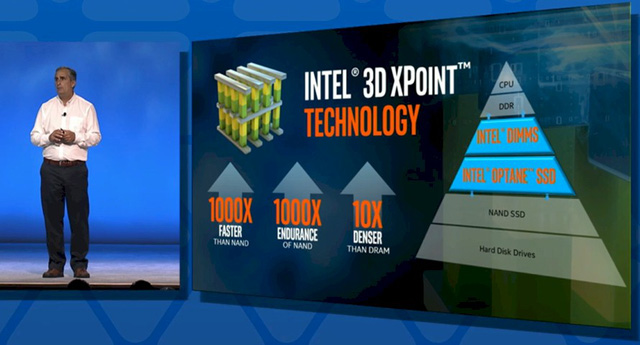 INTEL® 3D XPOINT™
TECHNOLOGY
1000X
FASTER
THAN NAND
1000X
ENDURANCE
OF NAND
10X
DENSER
THAN DRAM
CPU
DDR
INTEL® DIMMS
INTEL® OPTANE™ SSD
NAND SSD
Hard Disk Drives